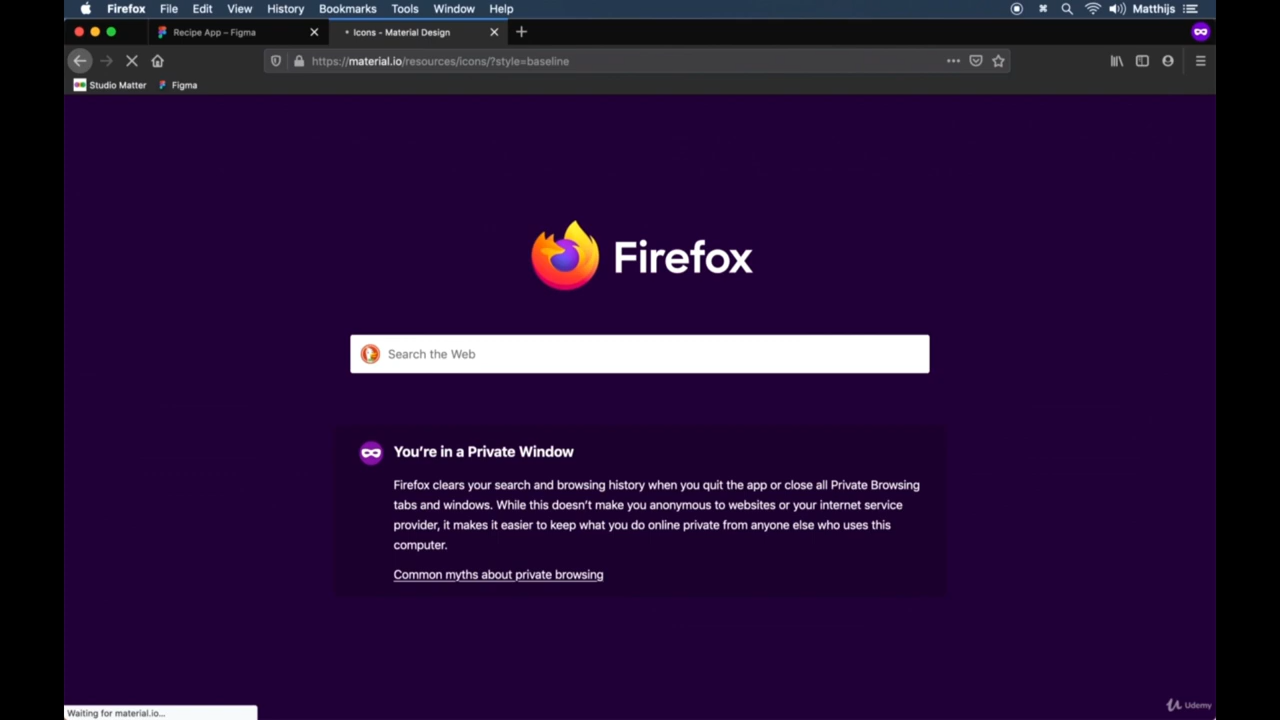 Firefox File Edit View History Bookmarks Tools Window Help Matthijs
Recipe App – Figma Icons - Material Design
https://material.io/resources/icons/?style=baseline
Studio Matter Figma
Firefox
Search the Web
You're in a Private Window
Firefox clears your search and browsing history when you quit the app or close all Private Browsing
tabs and windows. While this doesn't make you anonymous to websites or your internet service
provider, it makes it easier to keep what you do online private from anyone else who uses this
computer.
Common myths about private browsing
Waiting for material.io...
Udemy